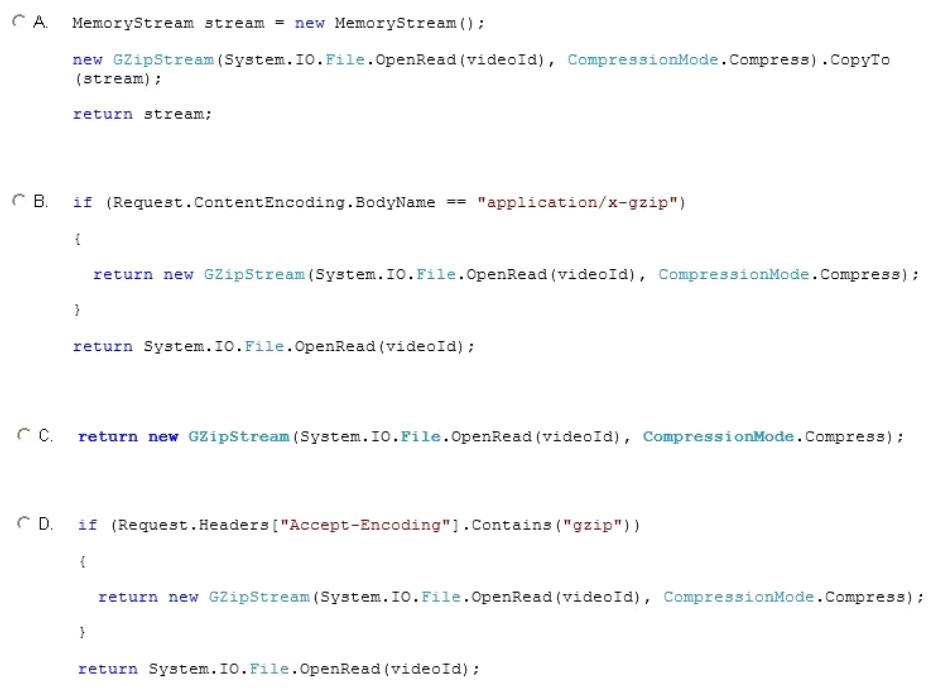 A. MemoryStream stream = new MemoryStream();
new GZipStream(System.IO.File.OpenRead(videoId), CompressionMode.Compress).CopyTo
(stream);
return stream;
B. if (Request.ContentEncoding.BodyName == "application/x-gzip")
{
return new GZipStream(System.IO.File.OpenRead(videoId), CompressionMode.Compress);
}
return System.IO.File.OpenRead(videoId);
C. return new GZipStream(System.IO.File.OpenRead(videoId), CompressionMode.Compress);
D. if (Request.Headers["Accept-Encoding"].Contains("gzip"))
{
return new GZipStream(System.IO.File.OpenRead(videoId), CompressionMode.Compress);
}
return System.IO.File.OpenRead(videoId);